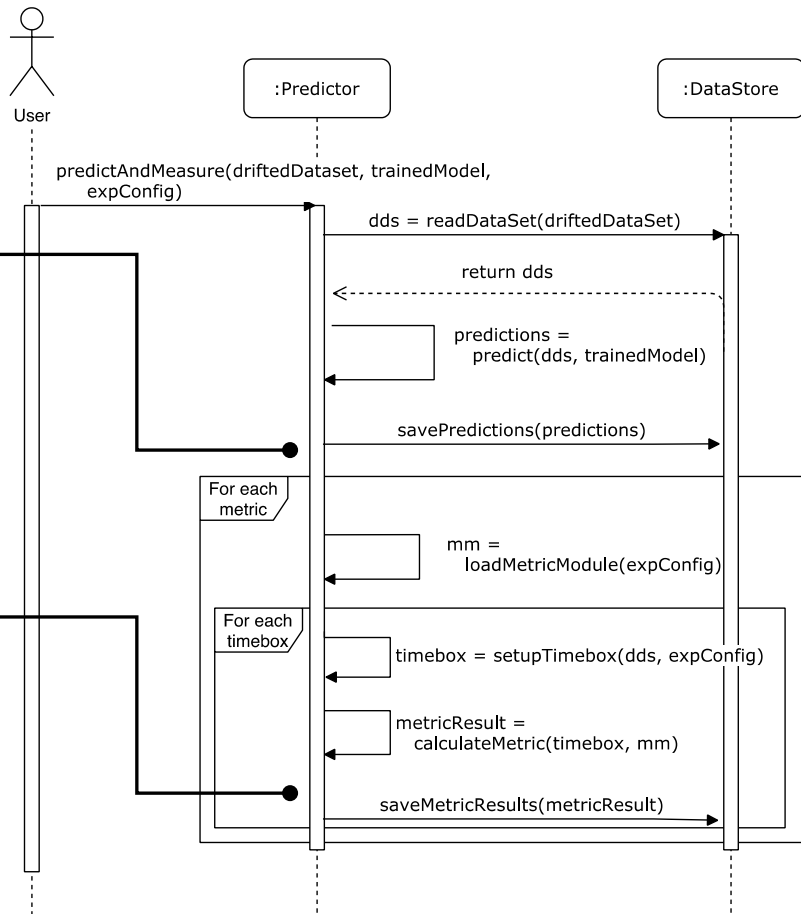 User
:Predictor
:DataStore
predictAndMeasure(driftedDataset, trainedModel,
expConfig)
dds = readDataSet(driftedDataSet)
return dds
predictions =
predict(dds, trainedModel)
savePredictions(predictions)
For each
metric
mm =
loadMetricModule(expConfig)
For each
timebox
timebox = setupTimebox(dds, expConfig)
metricResult =
calculateMetric(timebox, mm)
saveMetricResults(metricResult)